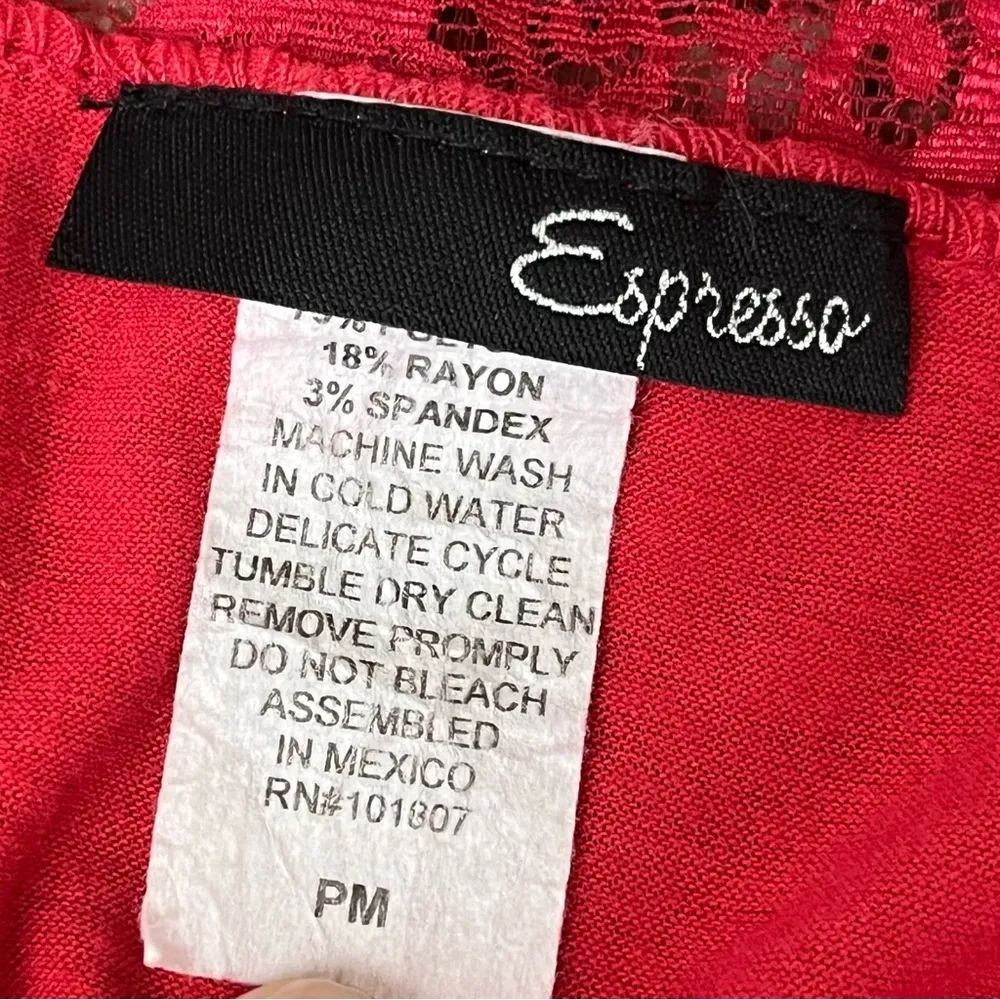 Espresso
18% RAYON
3% SPANDEX
MACHINE WASH
IN COLD WATER
DELICATE CYCLE
TUMBLE DRY CLEAN
REMOVE PROMPLY
DO NOT BLEACH
ASSEMBLED
IN MEXICO
RN#101807
PM